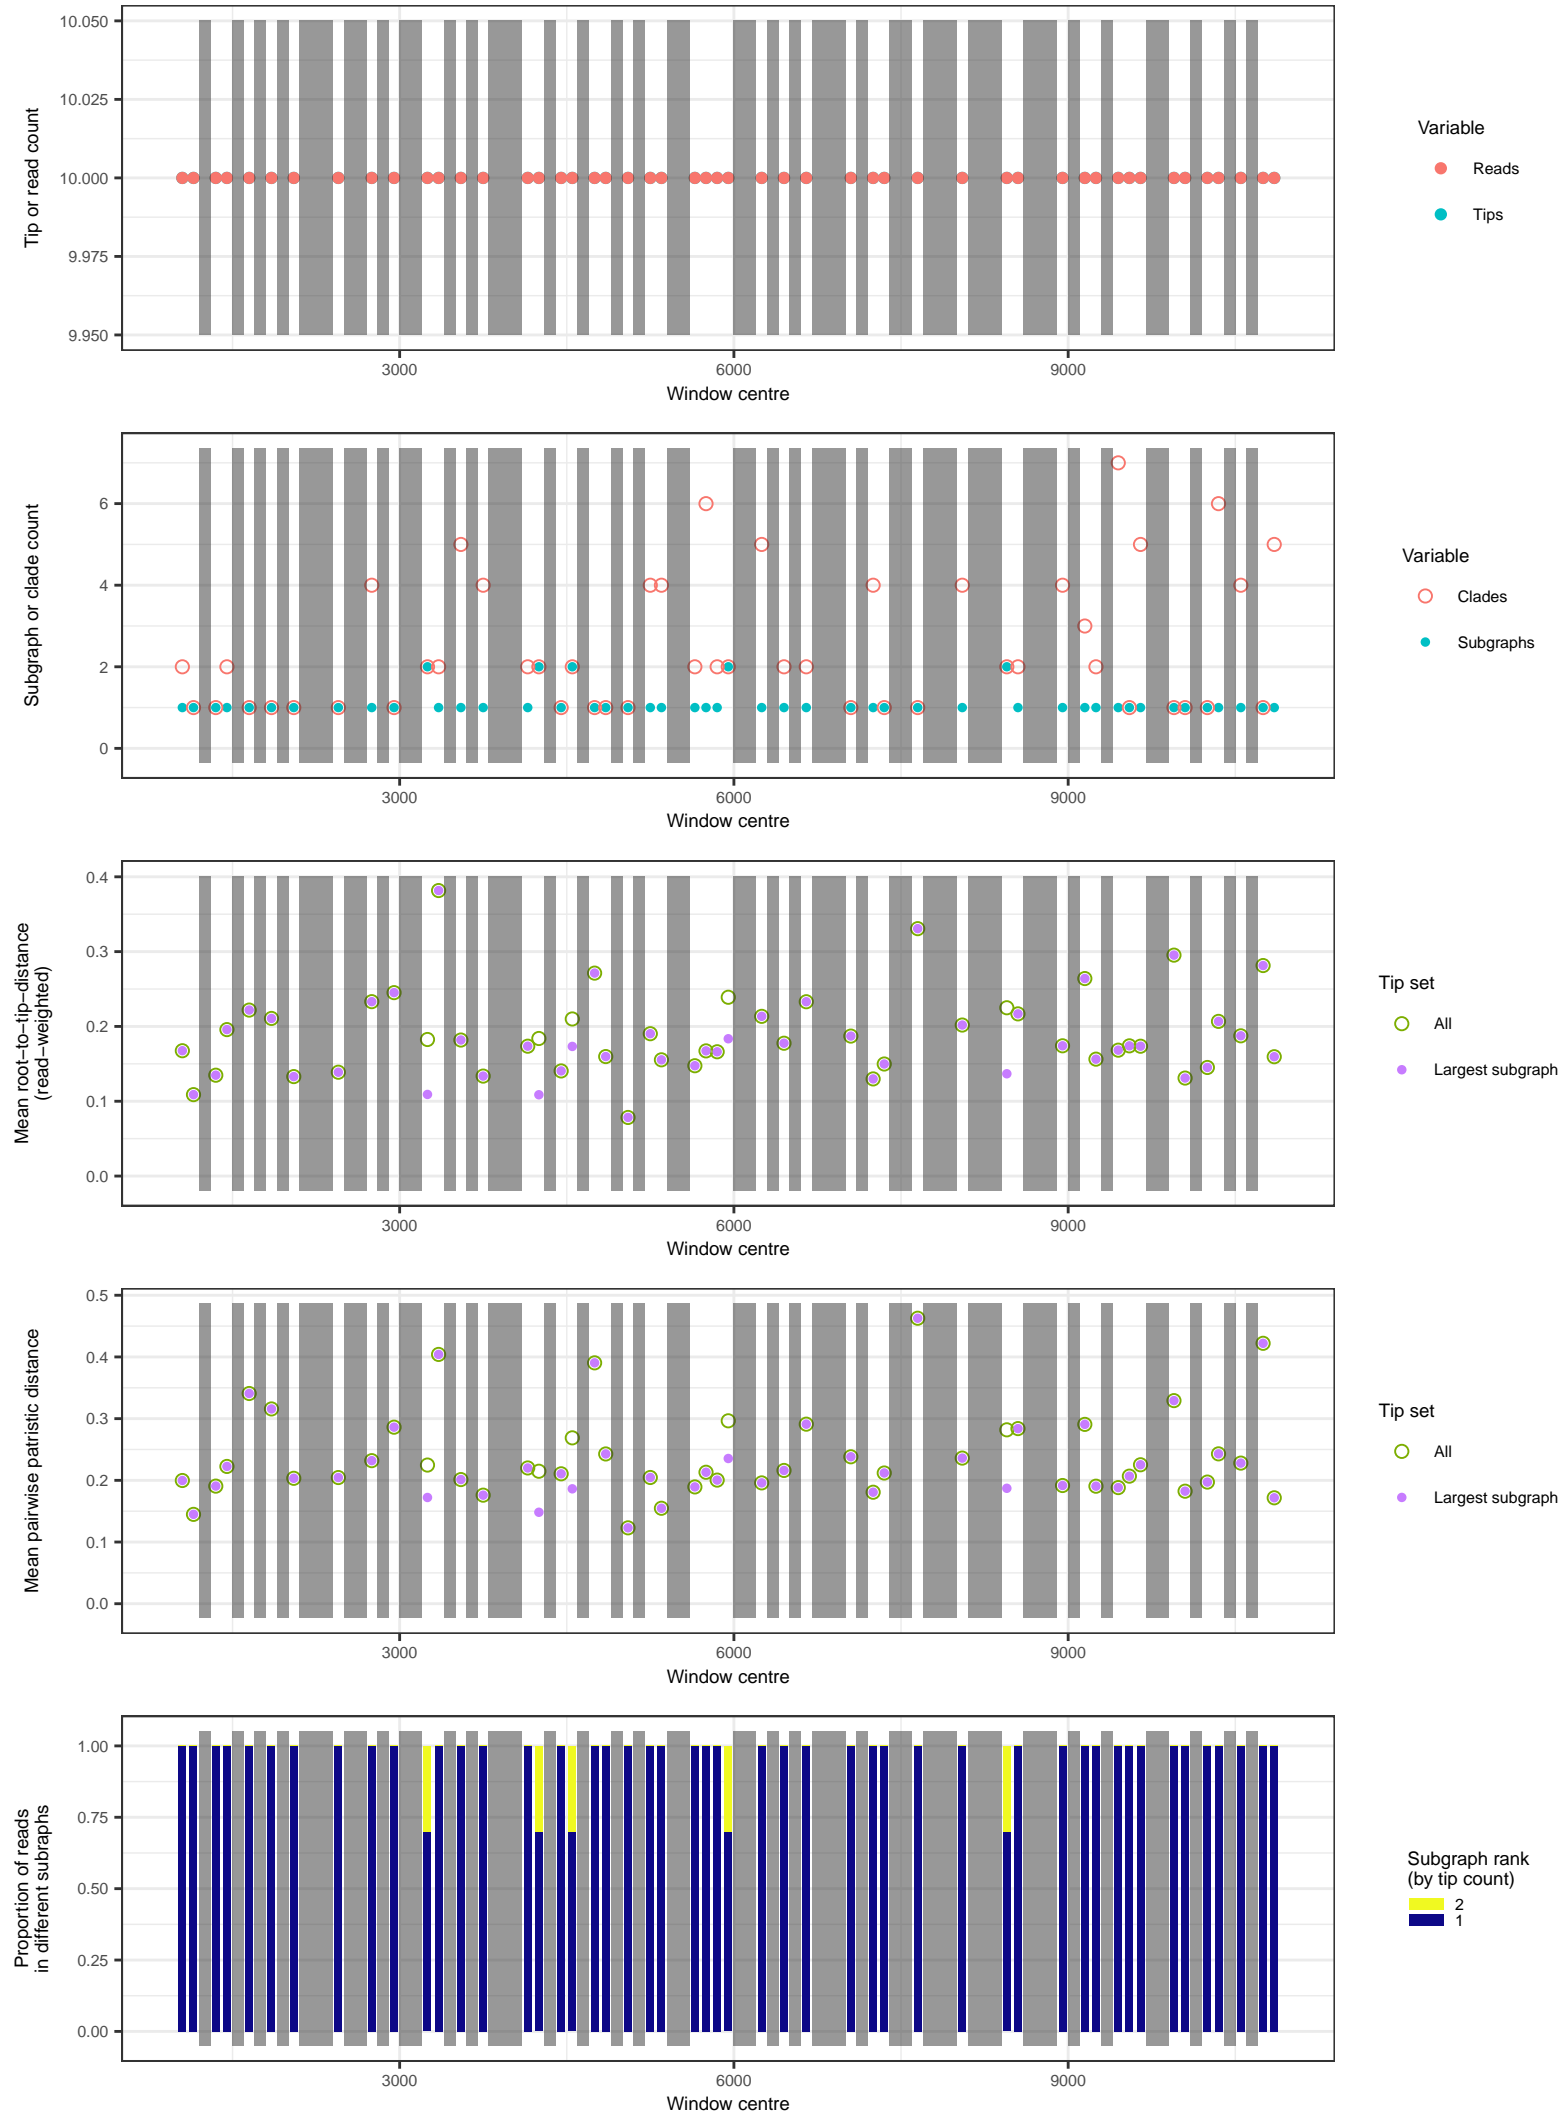 10.050
10.025
10.000
9.975
9.950
Tip or read count
3000
6000
9000
Window centre
Variable
Reads
Tips
6
4
2
0
Subgraph or clade count
3000
6000
9000
Window centre
Variable
Clades
Subgraphs
0.4
0.3
0.2
0.1
0.0
Mean root−to−tip−distance
(read−weighted)
3000
6000
9000
Window centre
Tip set
All
Largest subgraph
0.5
0.4
0.3
0.2
0.1
0.0
Mean pairwise patristic distance
3000
6000
9000
Window centre
Tip set
All
Largest subgraph
1.00
0.75
0.50
0.25
0.00
Proportion of reads
in different subraphs
3000
6000
9000
Window centre
Subgraph rank
(by tip count)
2
1